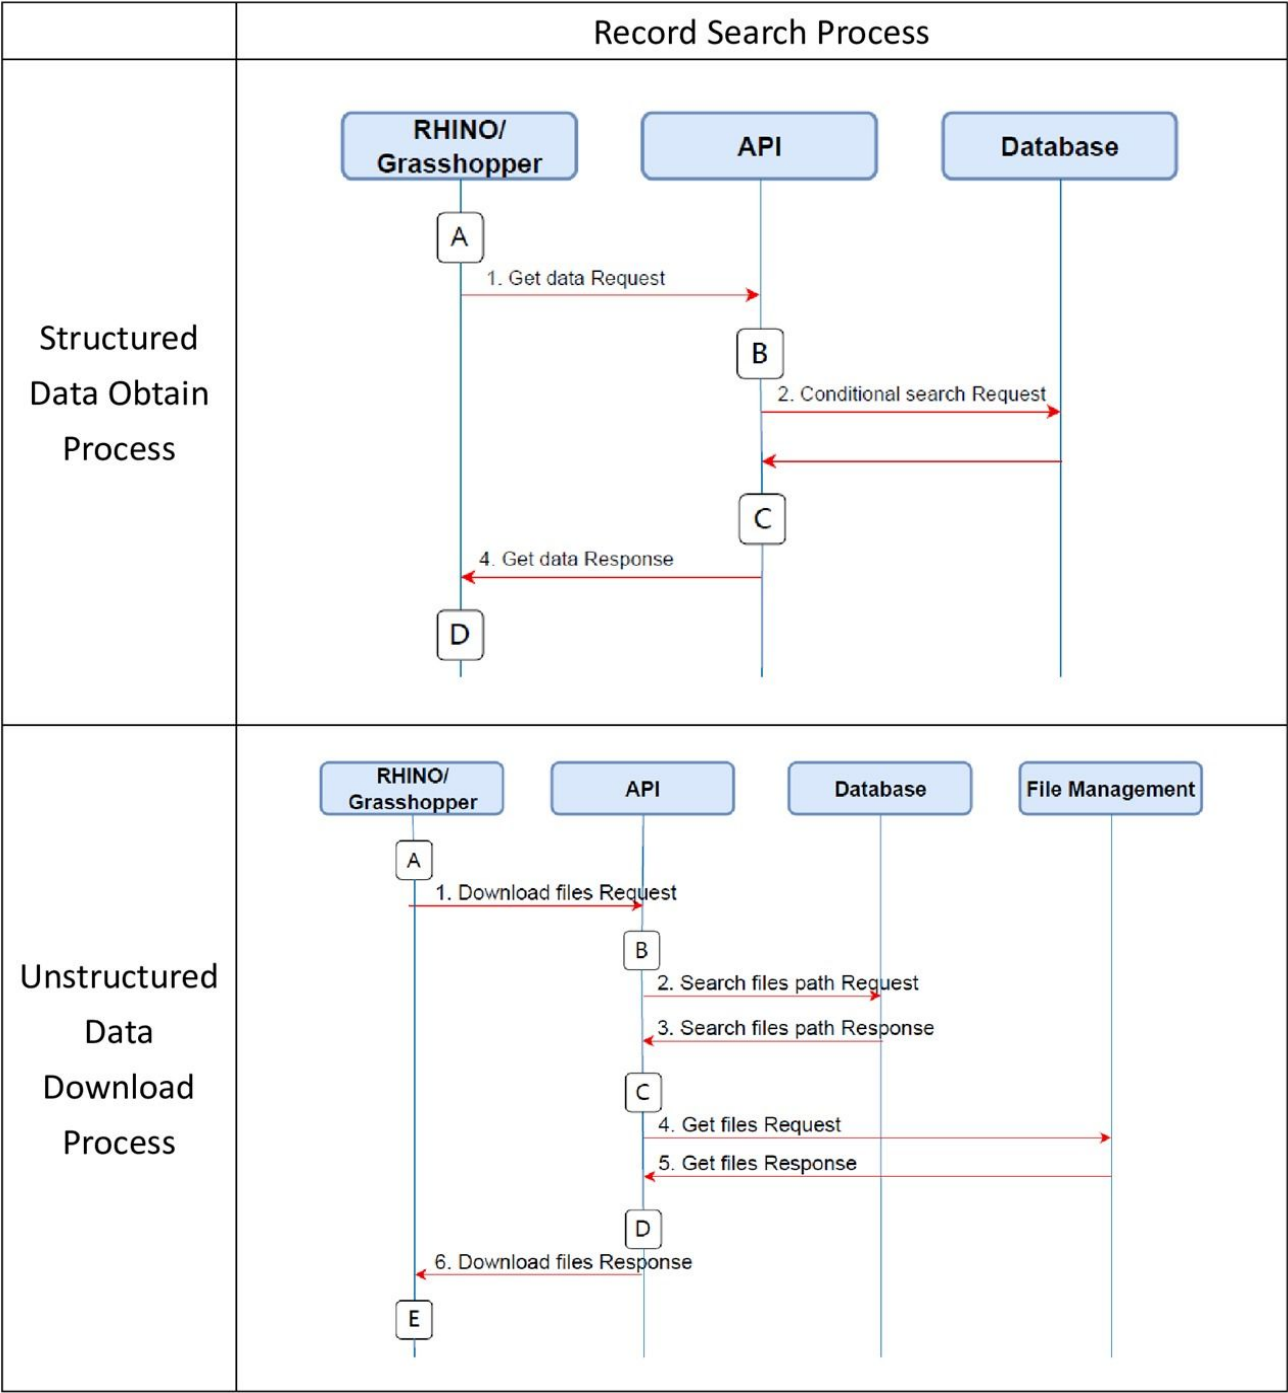 Record Search Process
Structured
Data Obtain
Process
RHINO/
Grasshopper
API
Database
A
1. Get data Request
B
2. Conditional search Request
C
4. Get data Response
D
Unstructured
Data
Download
Process
RHINO/
Grasshopper
API
Database
File Management
A
1. Download files Request
B
2. Search files path Request
3. Search files path Response
C
4. Get files Request
5. Get files Response
D
6. Download files Response
E